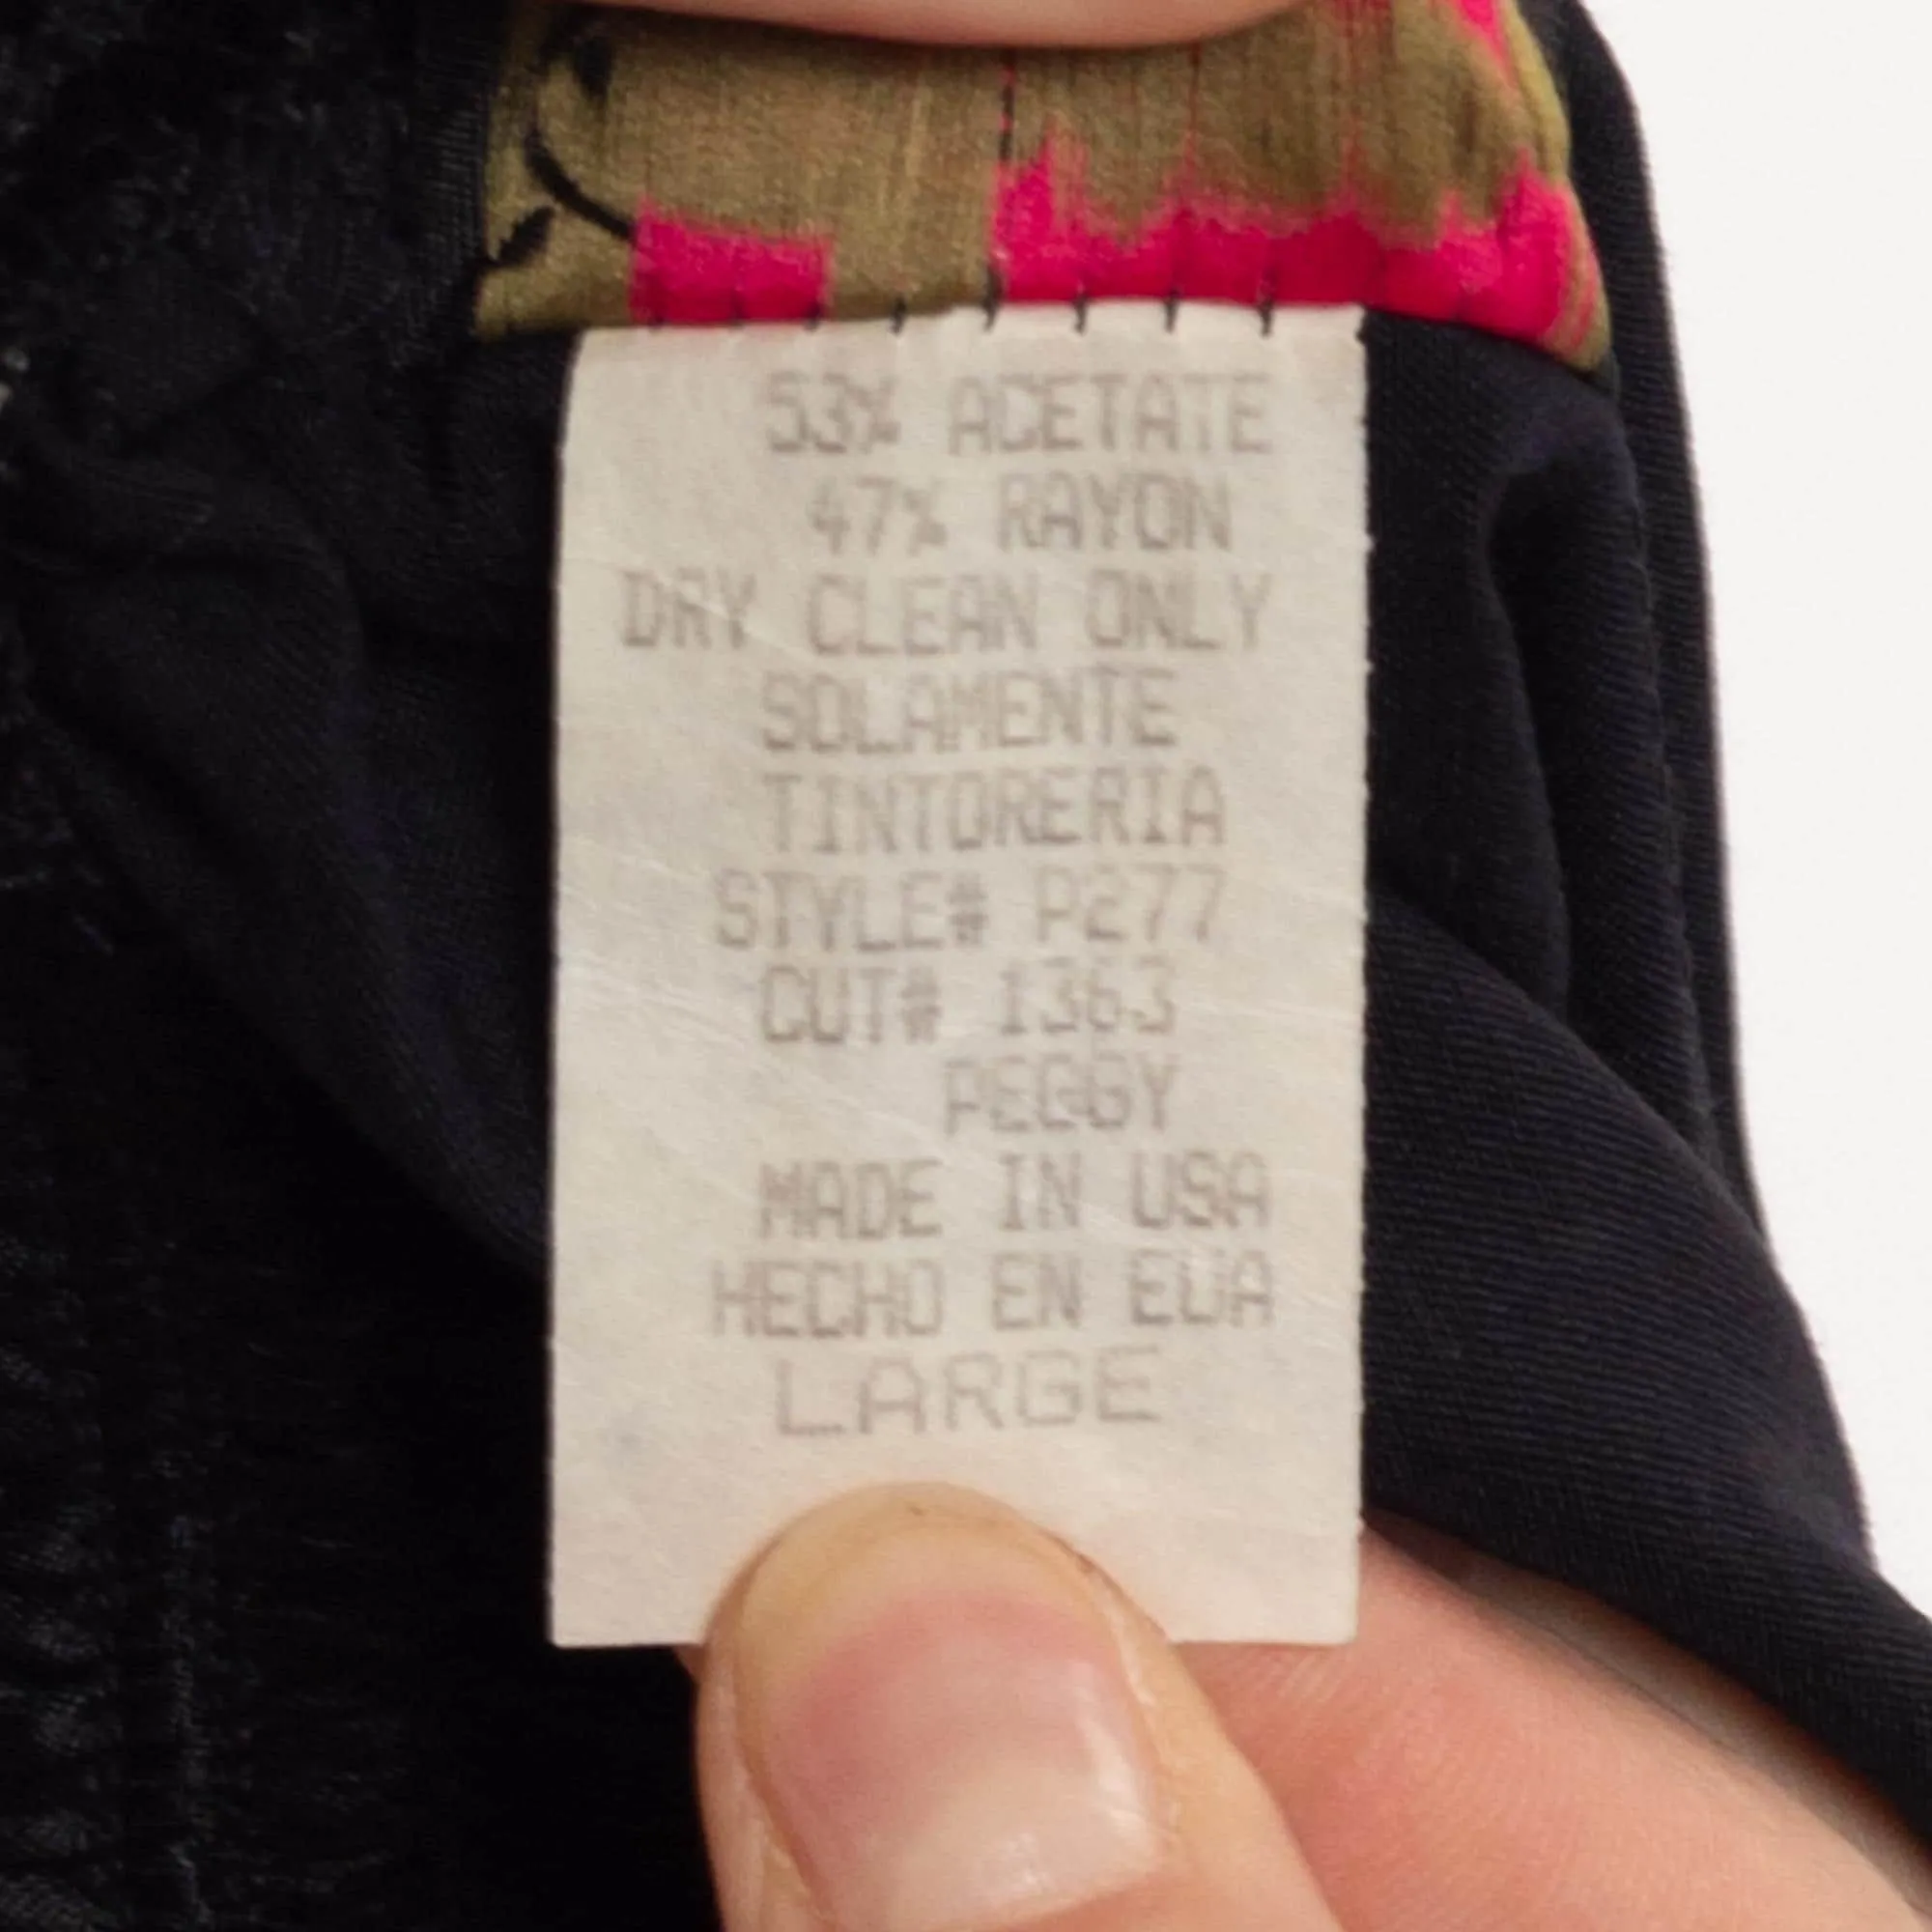 53% ACETATE
47% RAYON
DRY CLEAN ONLY
SOLAMENTE
TINTORERIA
STYLE# P277
CUT# 1363
PEGGY
MADE IN USA
HECHO EN EUA
LARGE